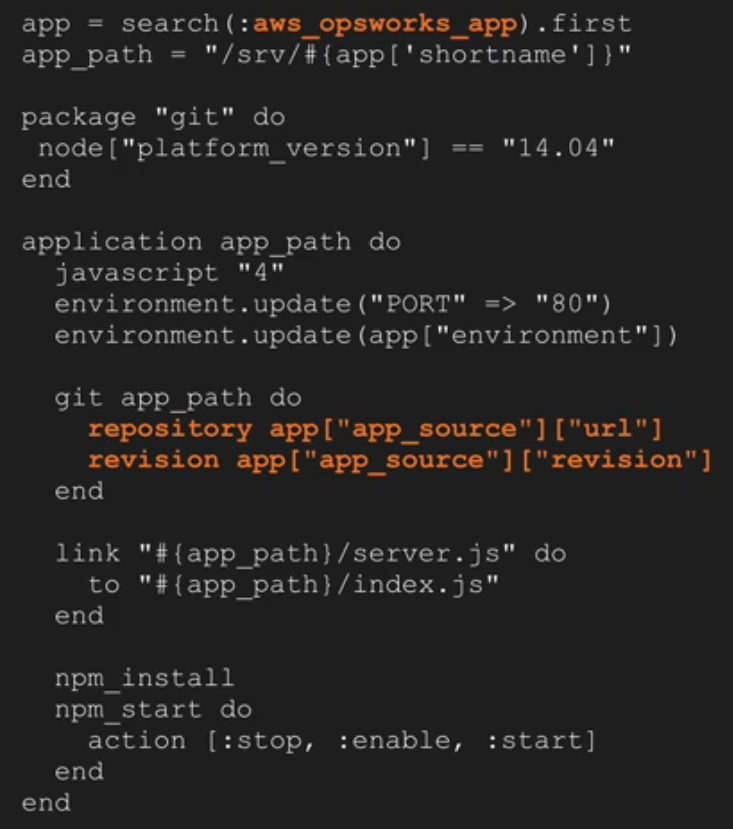 app = search(:aws_opsworks_app).first
app_path = "/srv/#{app['shortname']}"

package "git" do
 node["platform_version"] == "14.04"
end

application app_path do
  javascript "4"
  environment.update("PORT" => "80")
  environment.update(app["environment"])

  git app_path do
    repository app["app_source"]["url"]
    revision app["app_source"]["revision"]
  end

  link "#{app_path}/server.js" do
    to "#{app_path}/index.js"
  end

  npm_install
  npm_start do
    action [:stop, :enable, :start]
  end
end